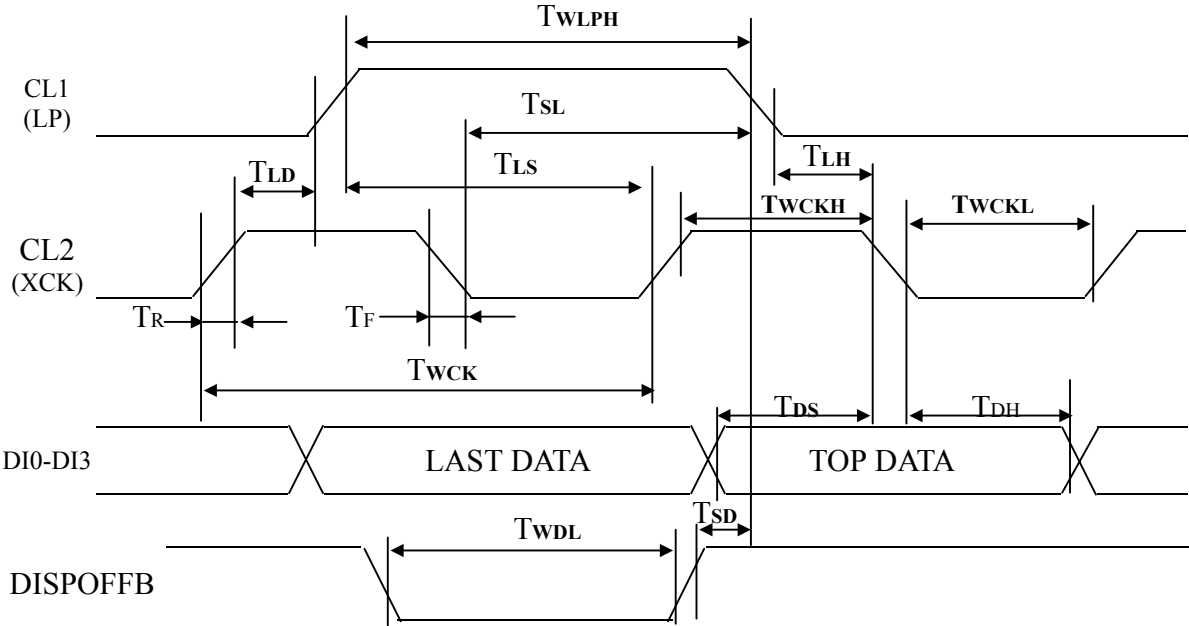 TWLPH
CL1
(LP)
TSL
TLH
TLS
TLD
TWCKH
TWCKL
CL2
(XCK)
TR
TF
TWCK
TDS
TDH
DI0-DI3
LAST DATA
TOP DATA
TSD
TWDL
DISPOFFB